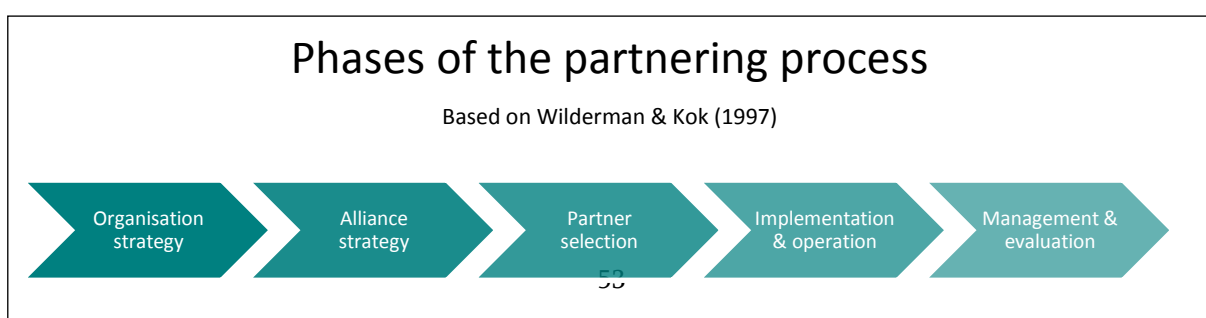 Phases of the partnering process
Based on Wilderman & Kok (1997)
Organisation
strategy
Alliance
strategy
Partner
selection
Implementation
& operation
Management &
evaluation
53